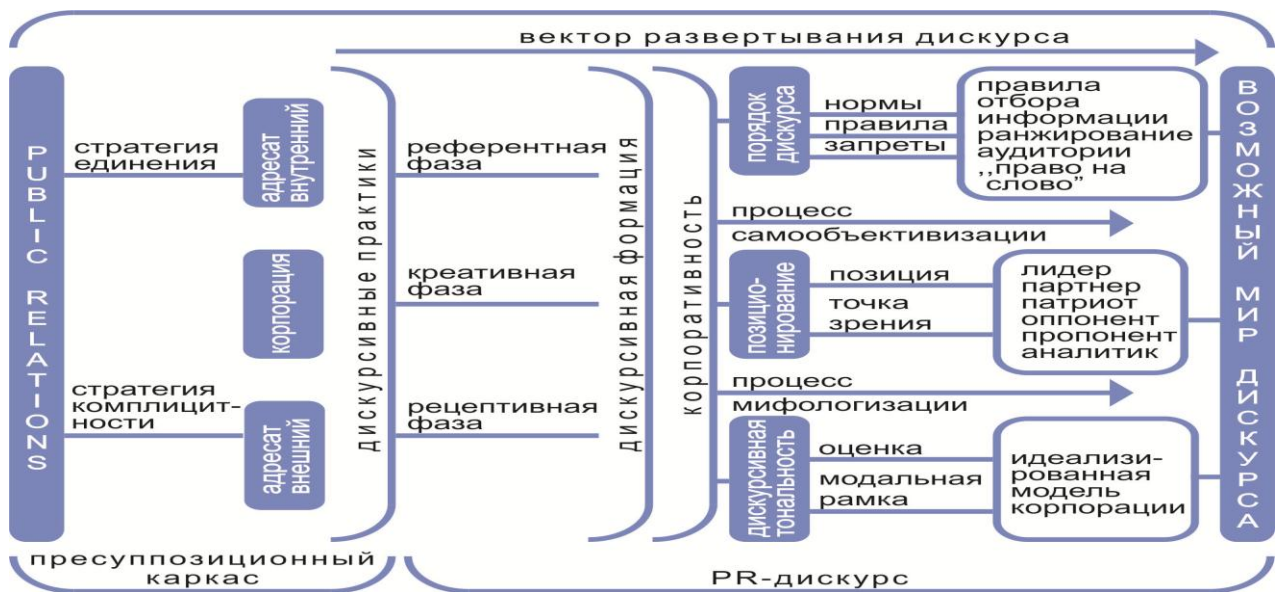 вектор развертывания дискурса
PUBLIC RELATIONS
стратегия
единения
стратегия
комплицит-
ности
адресат
внутренний
корпорация
адресат
внешний
дискурсивные практики
референтная
фаза
креативная
фаза
рецептивная
фаза
дискурсивная формация
корпоративность
порядок
дискурса
нормы
правила
запреты
правила
отбора
информации
ранжирование
аудитории
,,право на
слово”
процесс
самообъективизации
позицио-
нирование
позиция
точка
зрения
лидер
партнер
патриот
оппонент
пропонент
аналитик
процесс
мифологизации
дискурсивная
тональность
оценка
модальная
рамка
идеализи-
рованная
модель
корпорации
ВОЗМОЖНЫЙ МИР ДИСКУРСА
пресуппозиционный
каркас
PR-дискурс